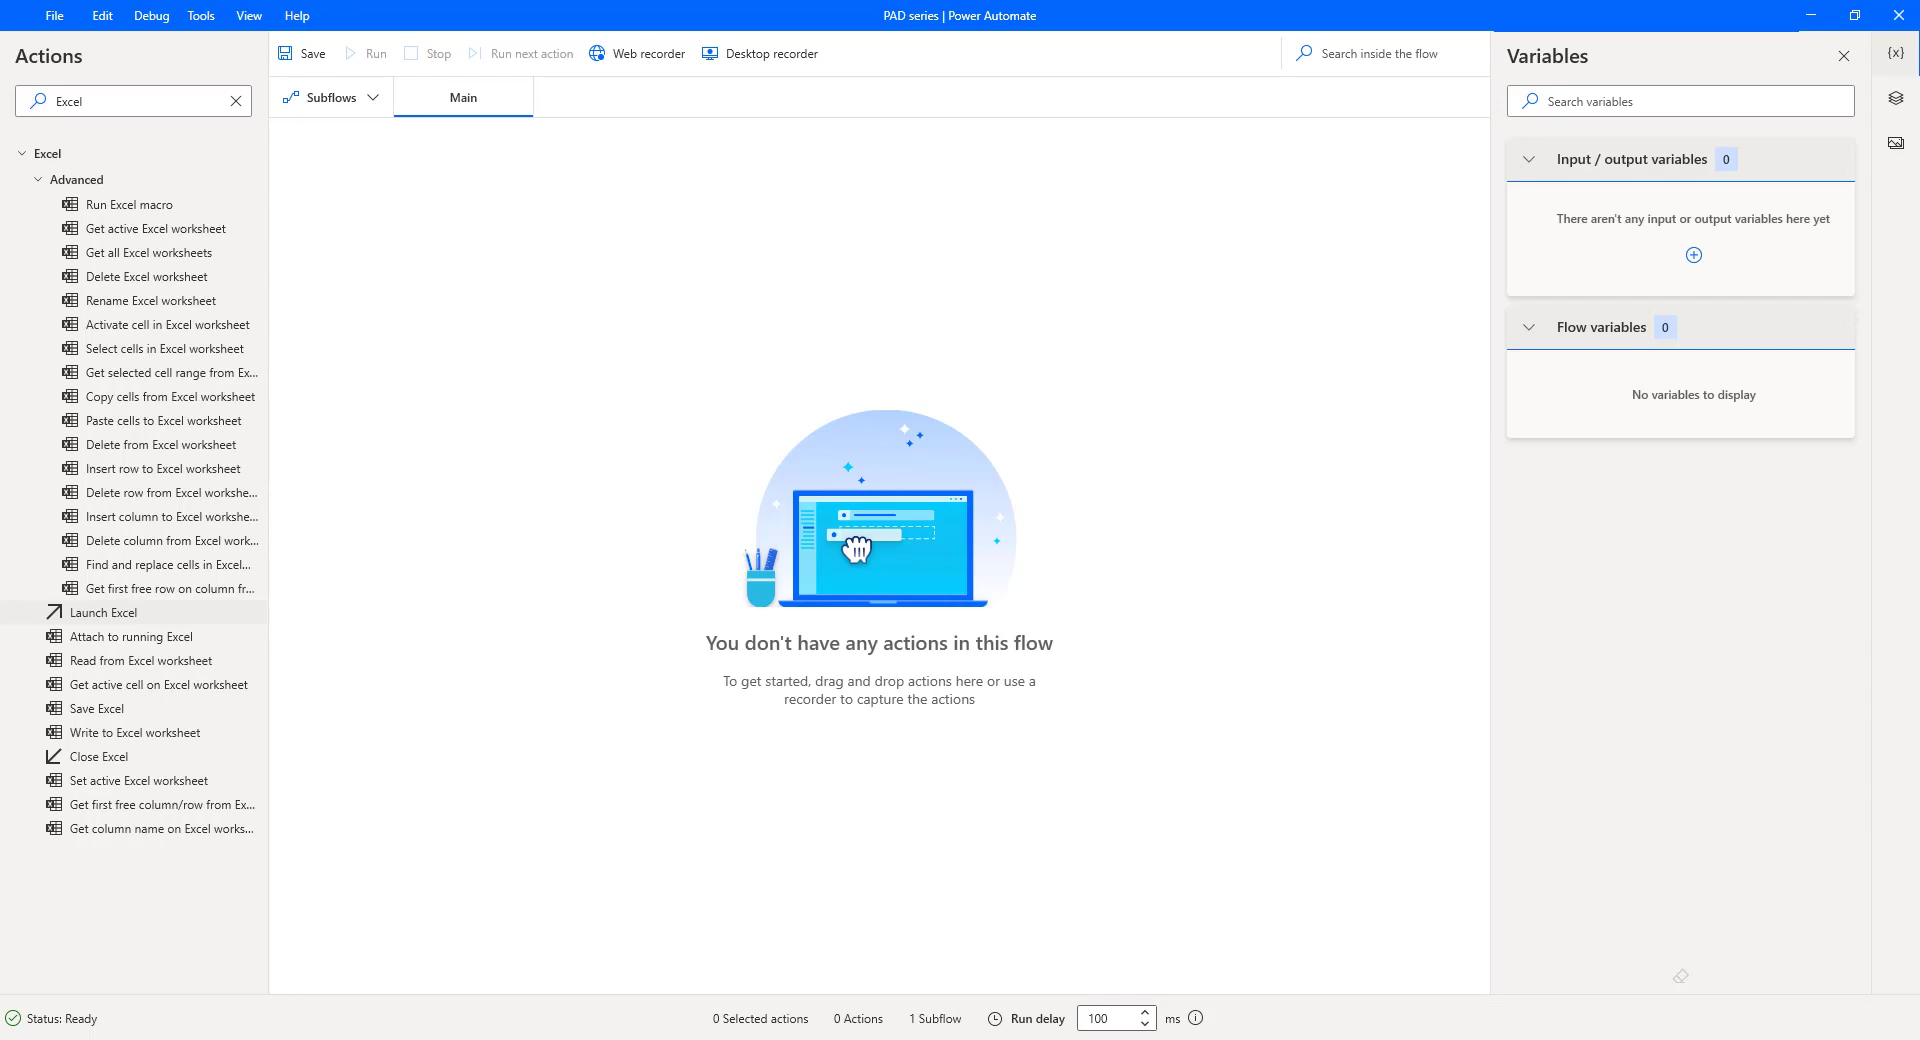 File Edit Debug Tools View Help
PAD series | Power Automate
Actions
Excel
Excel
Advanced
Run Excel macro
Get active Excel worksheet
Get all Excel worksheets
Delete Excel worksheet
Rename Excel worksheet
Activate cell in Excel worksheet
Select cells in Excel worksheet
Get selected cell range from Ex...
Copy cells from Excel worksheet
Paste cells to Excel worksheet
Delete from Excel worksheet
Insert row to Excel worksheet
Delete row from Excel workshe...
Insert column to Excel workshe...
Delete column from Excel work...
Find and replace cells in Excel...
Get first free row on column fr...
Launch Excel
Attach to running Excel
Read from Excel worksheet
Get active cell on Excel worksheet
Save Excel
Write to Excel worksheet
Close Excel
Set active Excel worksheet
Get first free column/row from Ex...
Get column name on Excel works...
Save Run Stop Run next action Web recorder Desktop recorder
Search inside the flow
Subflows Main
You don't have any actions in this flow
To get started, drag and drop actions here or use a
recorder to capture the actions
Variables
{x}
Search variables
Input / output variables 0
There aren't any input or output variables here yet
Flow variables 0
No variables to display
Status: Ready
0 Selected actions 0 Actions 1 Subflow Run delay 100 ms